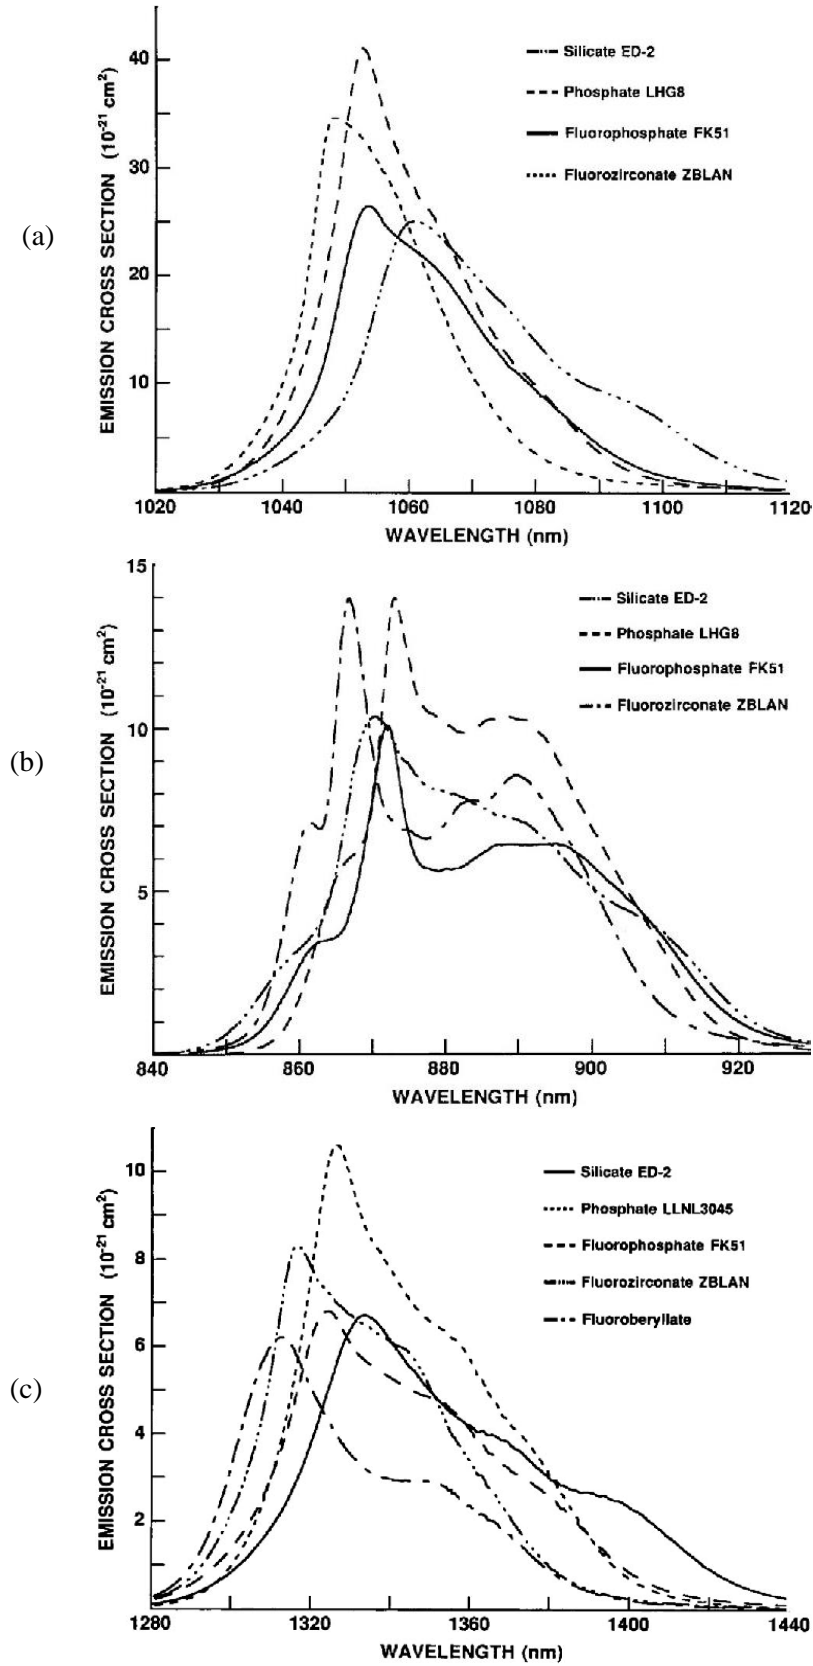 (a)
EMISSION CROSS SECTION (10⁻²¹ cm²)
40
30
20
10
Silicate ED-2
Phosphate LHG8
Fluorophosphate FK51
Fluorozirconate ZBLAN
1020 1040 1060 1080 1100 1120
WAVELENGTH (nm)
(b)
EMISSION CROSS SECTION (10⁻²¹ cm²)
15
10
5
Silicate ED-2
Phosphate LHG8
Fluorophosphate FK51
Fluorozirconate ZBLAN
840 860 880 900 920
WAVELENGTH (nm)
(c)
EMISSION CROSS SECTION (10⁻²¹ cm²)
10
8
6
4
2
Silicate ED-2
Phosphate LLNL3045
Fluorophosphate FK51
Fluorozirconate ZBLAN
Fluoroberyllate
1280 1320 1360 1400 1440
WAVELENGTH (nm)